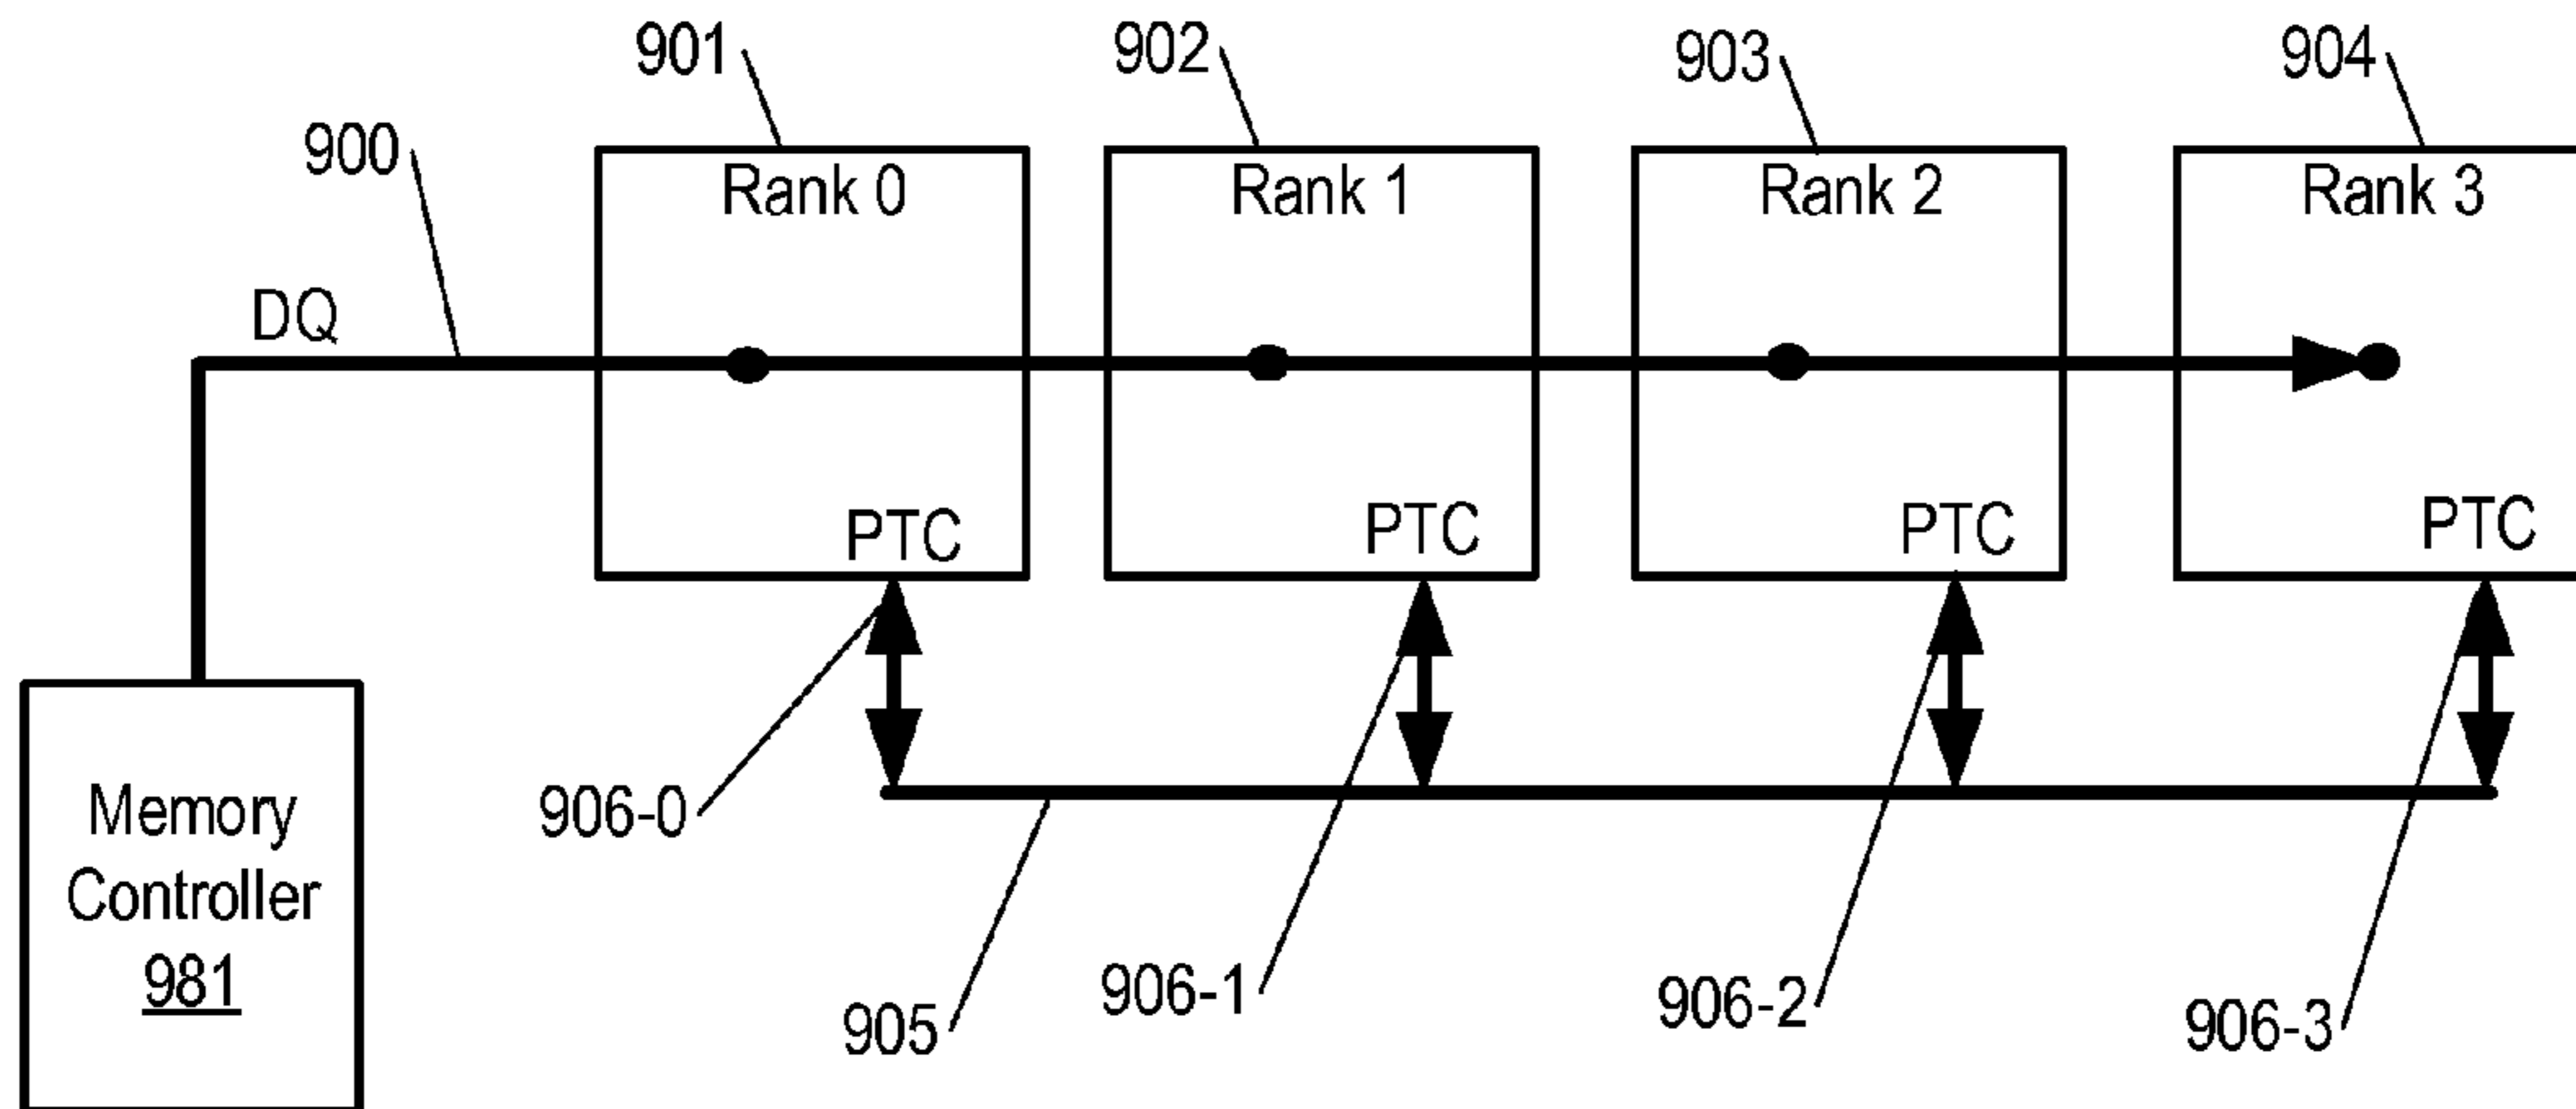 901
902
903
904
900
Rank 0
Rank 1
Rank 2
Rank 3
DQ
PTC
PTC
PTC
PTC
Memory
Controller
981
906-0
905
906-1
906-2
906-3